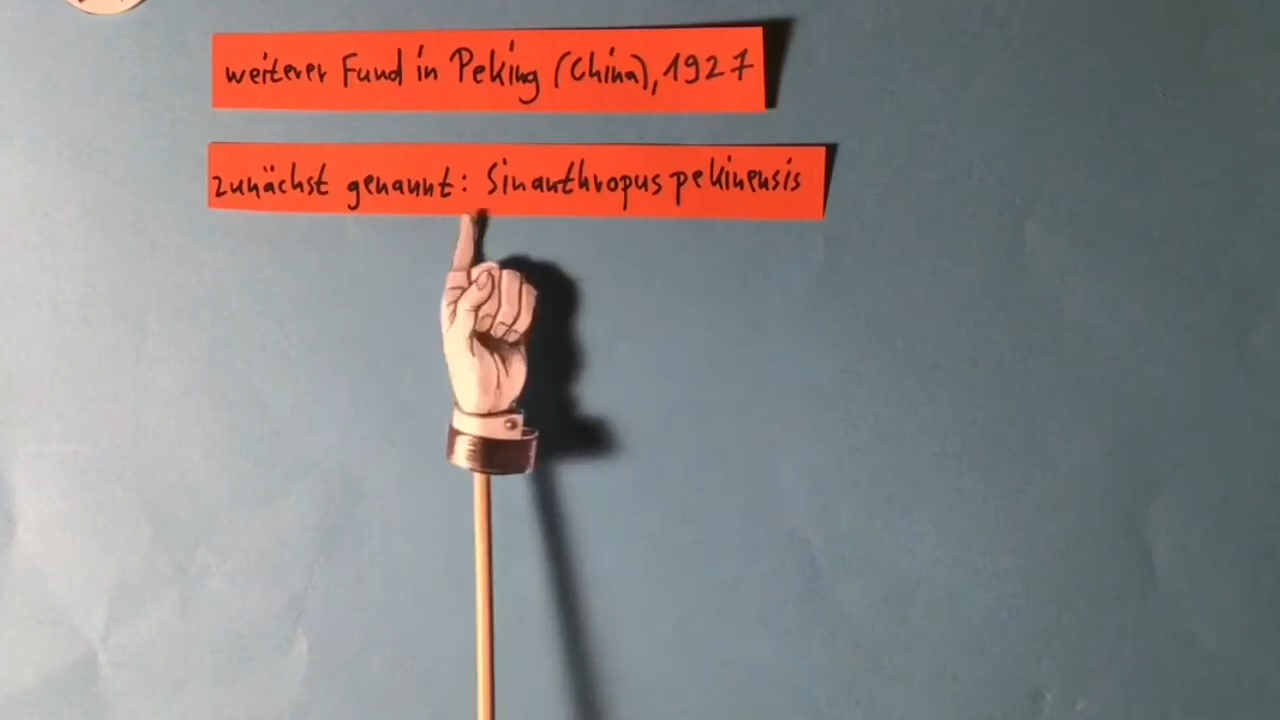 weiterer Fund in Peking (China), 1927
zunächst genannt: Sinanthropus pekinensis